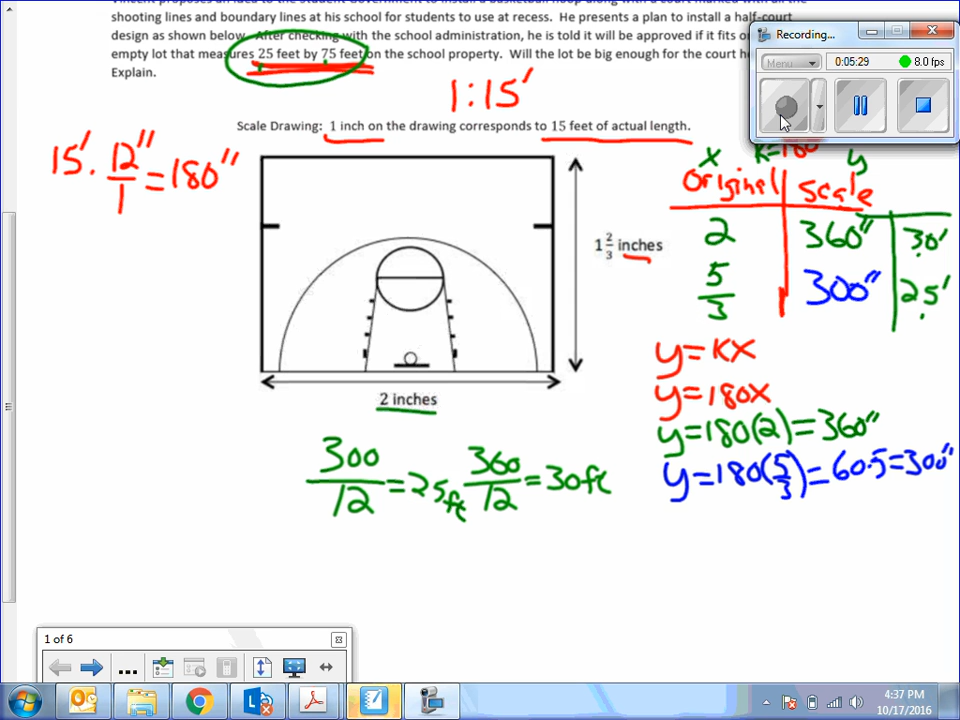 shooting lines and boundary lines at his school for students to use at recess. He presents a plan to install a half-court
design as shown below. After checking with the school administration, he is told it will be approved if it fits on
empty lot that measures 25 feet by 75 feet on the school property. Will the lot be big enough for the court he
Explain.
Recording...
Menu
0:05:29
8.0 fps
1:15'
Scale Drawing: 1 inch on the drawing corresponds to 15 feet of actual length.
15' . 12"/1 = 180"
x k=180 y
Original Scale
2 360" 30'
5/3 300" 25'
1 2/3 inches
2 inches
y=kx
y=180x
y=180(2)=360"
y=180(5/3)=60.5=300"
300/12 = 25ft 360/12 = 30ft
1 of 6
4:37 PM
10/17/2016